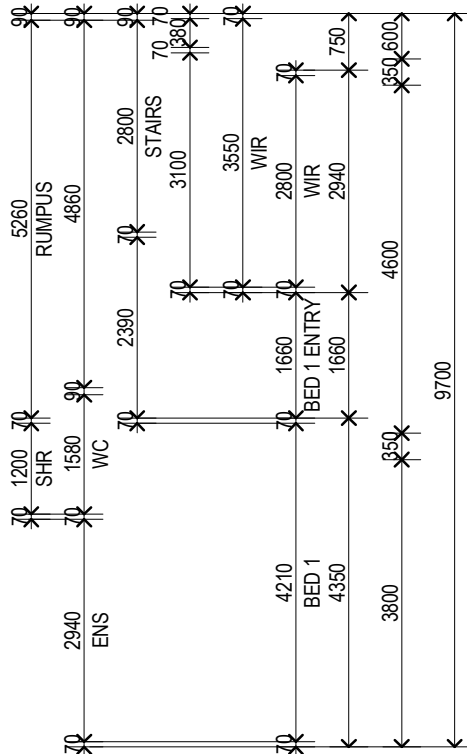 70 1200 70 5260 90
SHR RUMPUS
70 2940 70 1580 90 4860 90
ENS WC
70 2390 70 2800 90
STAIRS
70 3100 70 380 70
70 3550 70
WIR
70 4210 70 1660 70 2800 70
BED 1 BED 1 ENTRY WIR
4350 1660 2940 750
3800 350 4600 350 600
9700